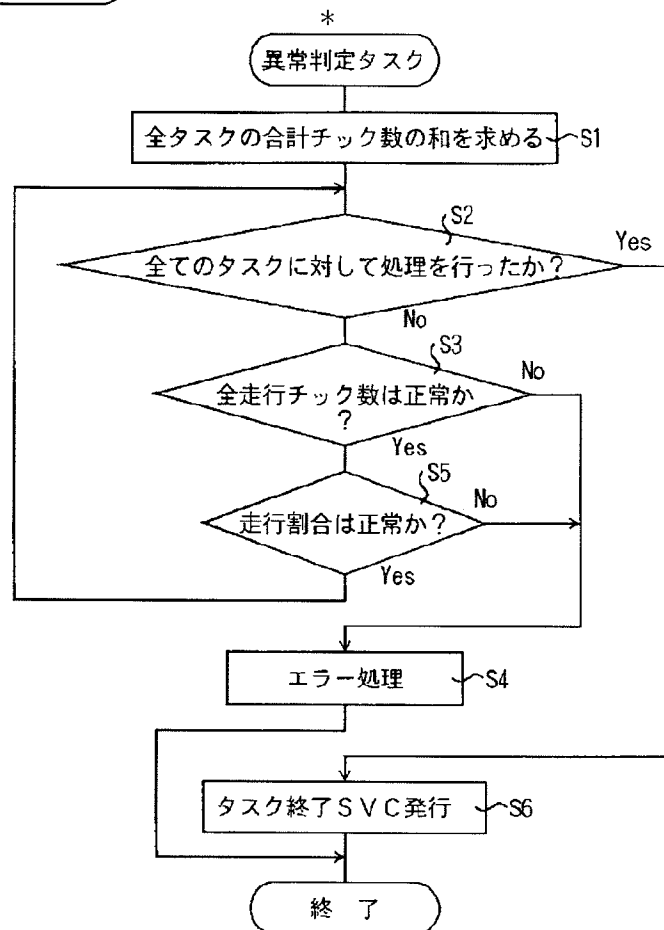 *
異常判定タスク
全タスクの合計チック数の和を求める S1
S2
Yes
全てのタスクに対して処理を行ったか？
No
S3
No
全走行チック数は正常か
？
Yes
S5
No
走行割合は正常か？
Yes
エラー処理 S4
タスク終了ＳＶＣ発行 S6
終 了